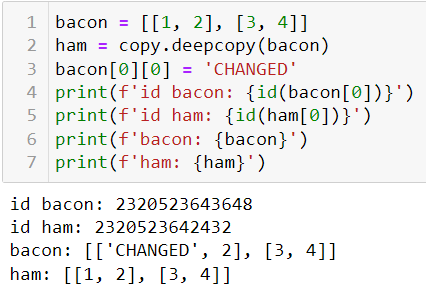 1 bacon = [[1, 2], [3, 4]]
2 ham = copy.deepcopy(bacon)
3 bacon[0][0] = 'CHANGED'
4 print(f'id bacon: {id(bacon[0])}')
5 print(f'id ham: {id(ham[0])}')
6 print(f'bacon: {bacon}')
7 print(f'ham: {ham}')
id bacon: 2320523643648
id ham: 2320523642432
bacon: [['CHANGED', 2], [3, 4]]
ham: [[1, 2], [3, 4]]